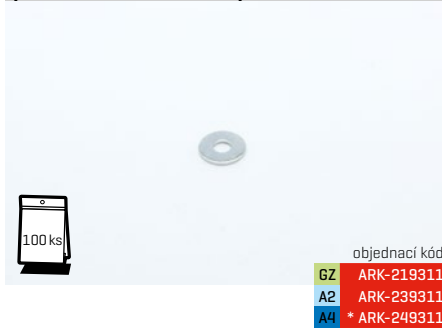 100 ks
objednací kód
GZ ARK-219311
A2 ARK-239311
A4 * ARK-249311